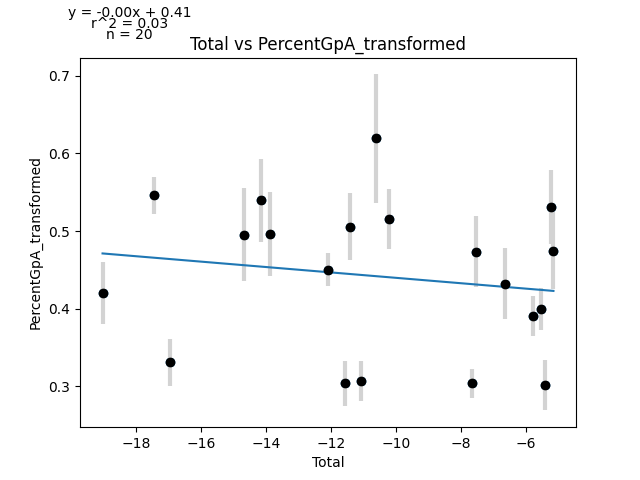 y = -0.00x + 0.41
r^2 = 0.03
n = 20
Total vs PercentGpA_transformed
PercentGpA_transformed
0.7
0.6
0.5
0.4
0.3
−18 −16 −14 −12 −10 −8 −6
Total